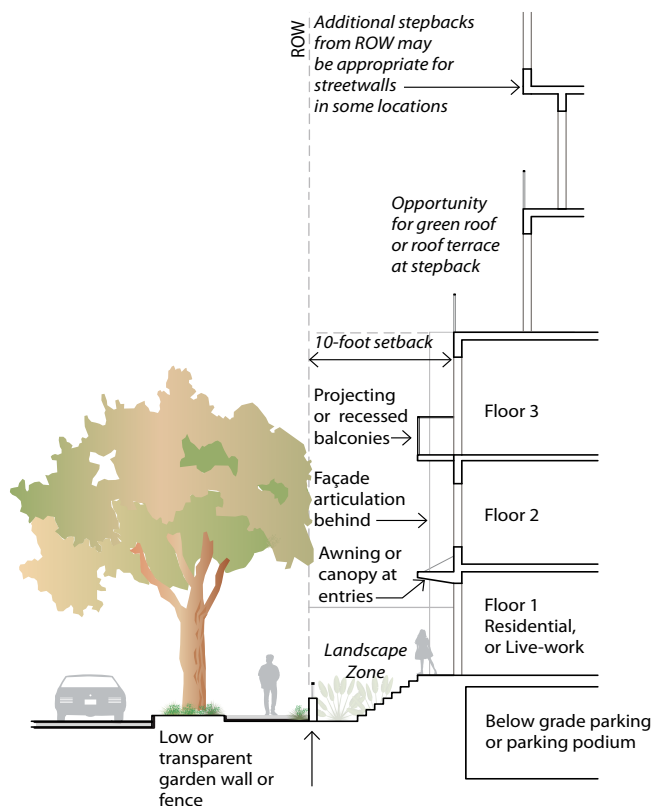 ROW
Additional stepbacks
from ROW may
be appropriate for
streetwalls
in some locations
Opportunity
for green roof
or roof terrace
at stepback
10-foot setback
Projecting
or recessed
balconies
Floor 3
Façade
articulation
behind
Floor 2
Awning or
canopy at
entries
Floor 1
Residential,
or Live-work
Landscape
Zone
Below grade parking
or parking podium
Low or
transparent
garden wall or
fence